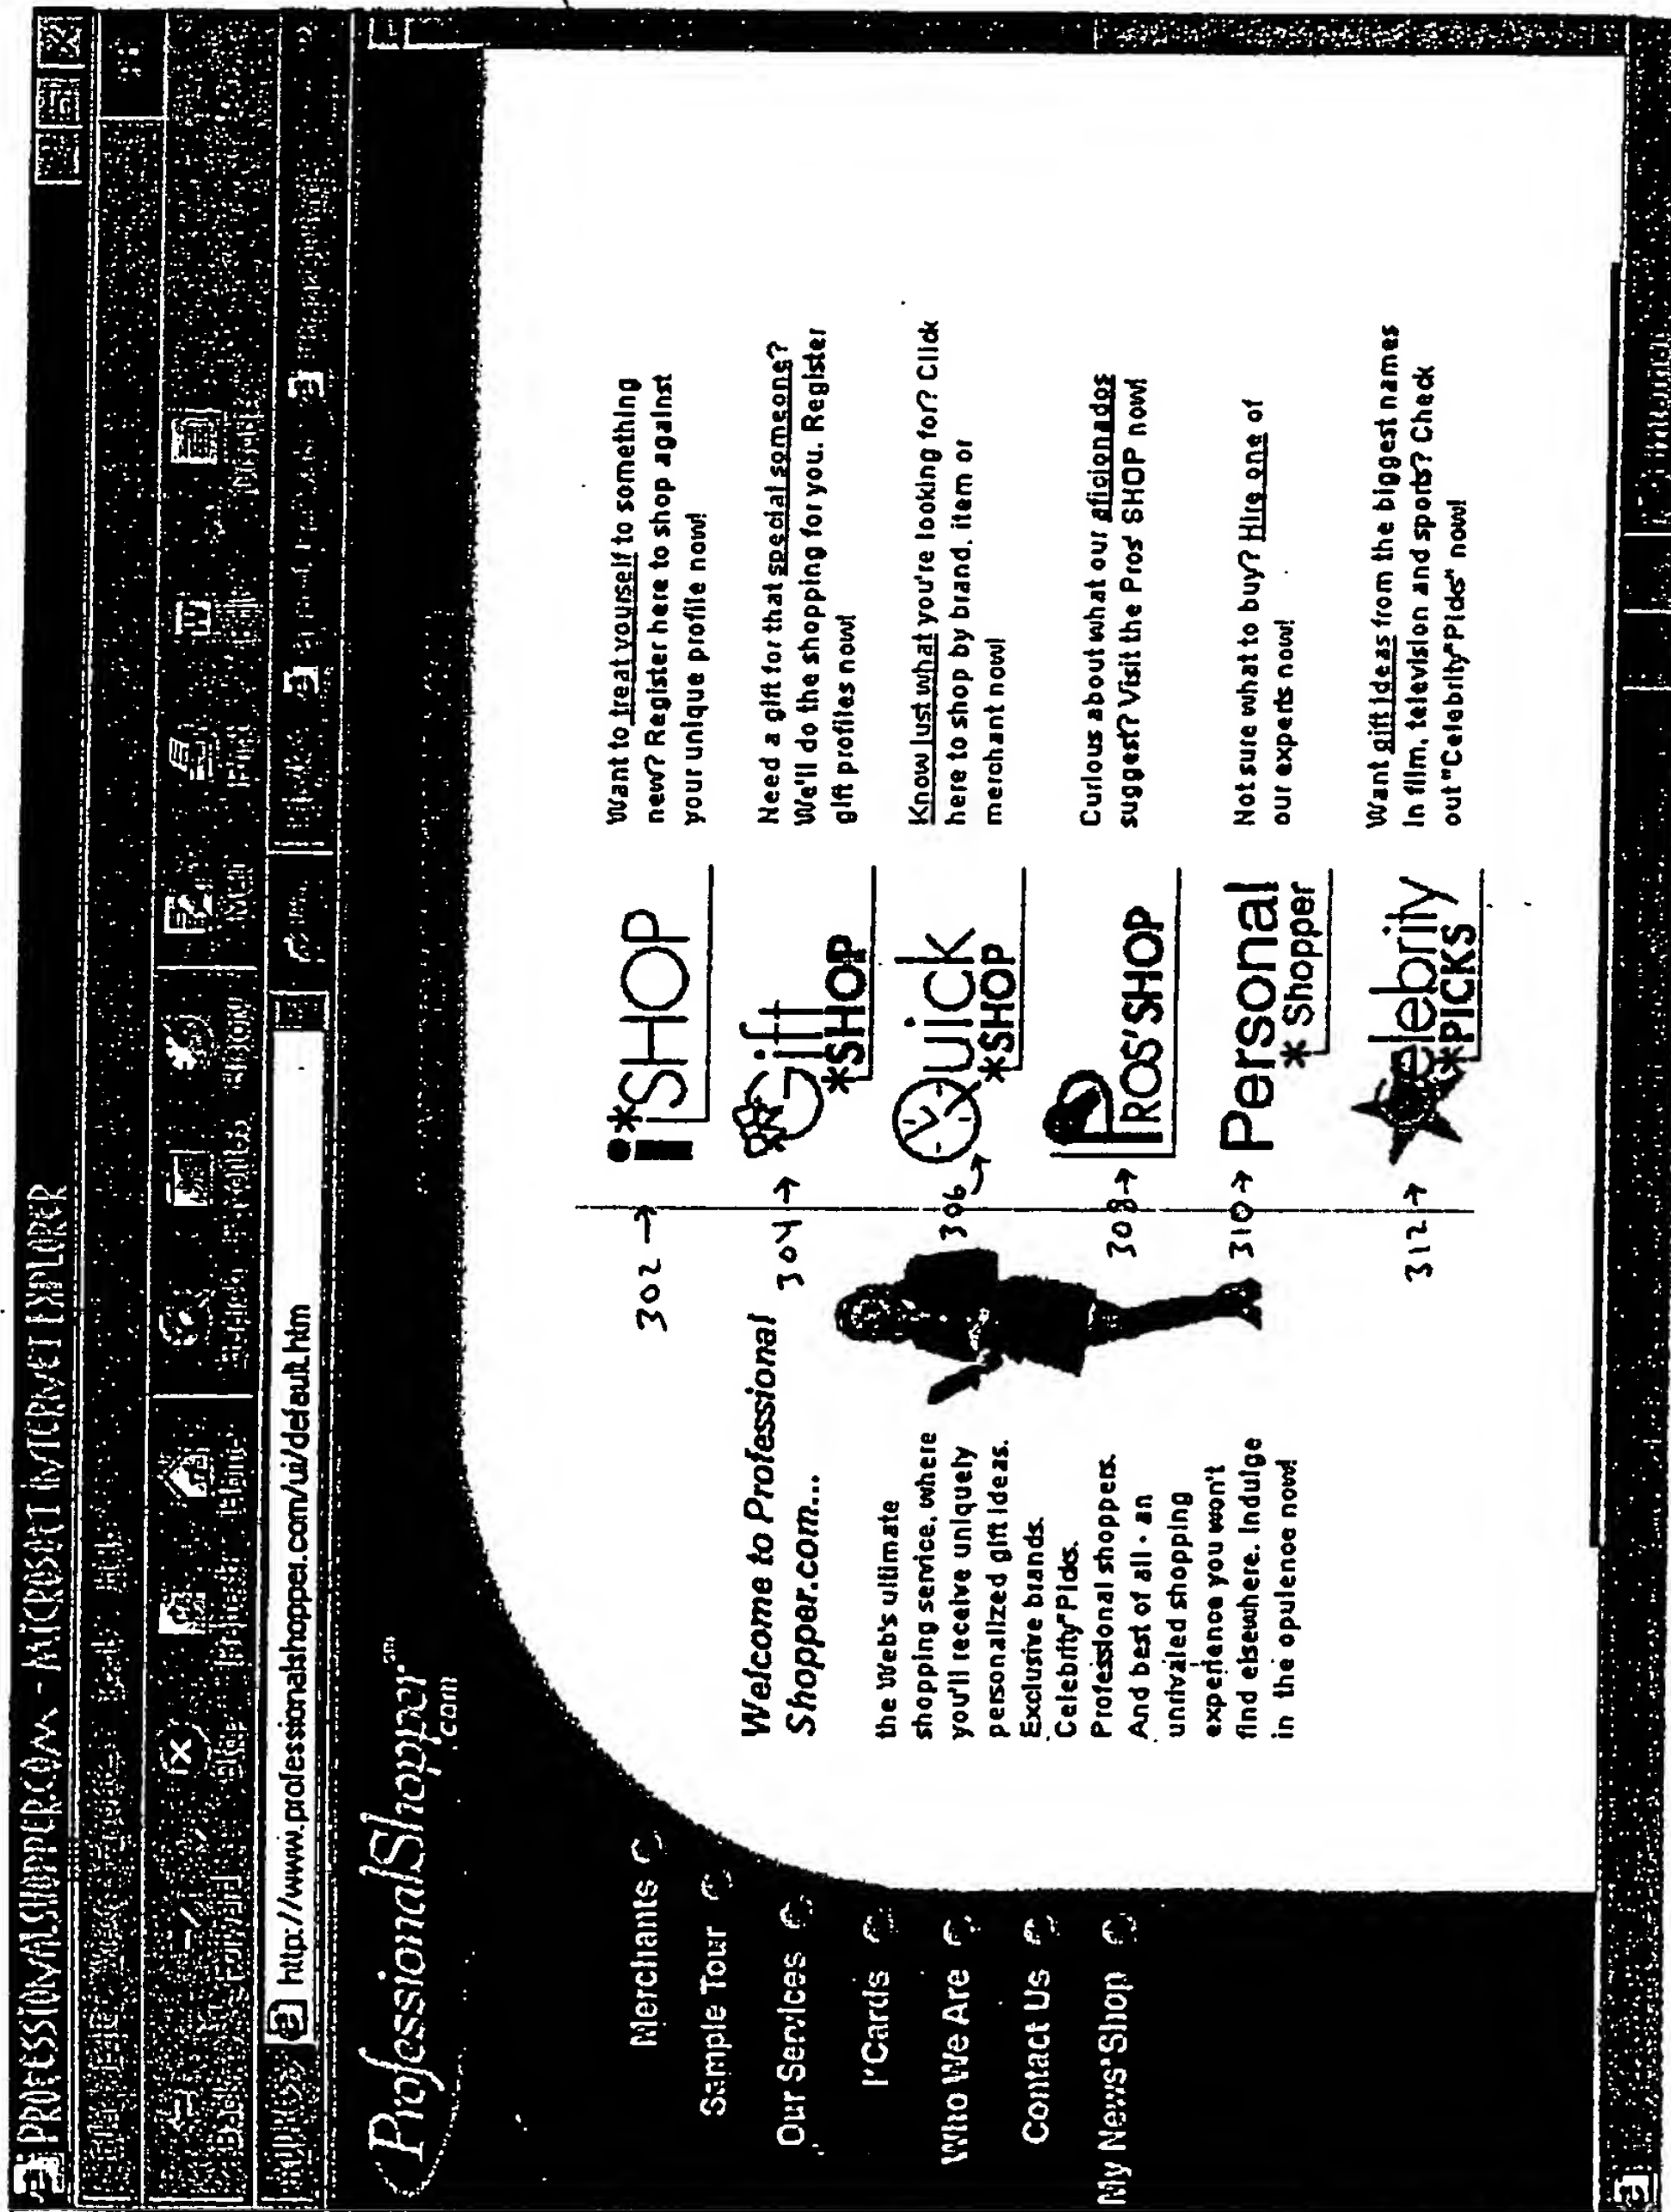 PROFESSIONALSHOPPER.COM - MICROSOFT INTERNET EXPLORER
Mail
http://www.professionalshopper.com/ui/default.htm
ProfessionalShopper℠
.com
Merchants
Sample Tour
Our Services
I*Cards
Who We Are
Contact Us
My News*Shop
Welcome to Professional
Shopper.com...
the Web's ultimate
shopping service, where
you'll receive uniquely
personalized gift ideas.
Exclusive brands.
Celebrity*Picks.
Professional shoppers.
And best of all - an
unrivaled shopping
experience you won't
find elsewhere. Indulge
in the opulence now!
302
i*SHOP
Want to treat yourself to something
new? Register here to shop against
your unique profile now!
304
Gift
*SHOP
Need a gift for that special someone?
We'll do the shopping for you. Register
gift profiles now!
306
Quick
*SHOP
Know just what you're looking for? Click
here to shop by brand, item or
merchant now!
308
PROS'SHOP
Curious about what our aficionados
suggest? Visit the Pros' SHOP now!
310
Personal
* Shopper
Not sure what to buy? Hire one of
our experts now!
312
Celebrity
*PICKS
Want gift ideas from the biggest names
in film, television and sports? Check
out "Celebrity*Picks" now!